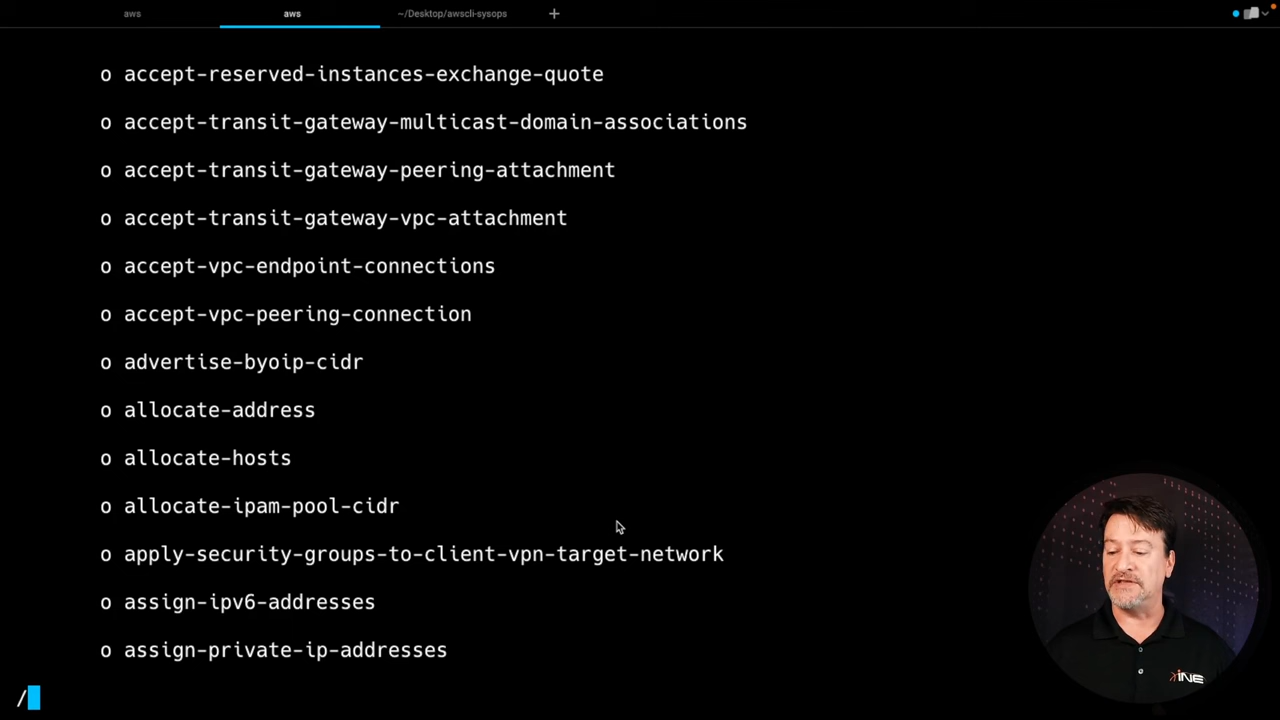 aws
aws
~/Desktop/awscli-sysops
+
o accept-reserved-instances-exchange-quote
o accept-transit-gateway-multicast-domain-associations
o accept-transit-gateway-peering-attachment
o accept-transit-gateway-vpc-attachment
o accept-vpc-endpoint-connections
o accept-vpc-peering-connection
o advertise-byoip-cidr
o allocate-address
o allocate-hosts
o allocate-ipam-pool-cidr
o apply-security-groups-to-client-vpn-target-network
o assign-ipv6-addresses
o assign-private-ip-addresses
/
INE